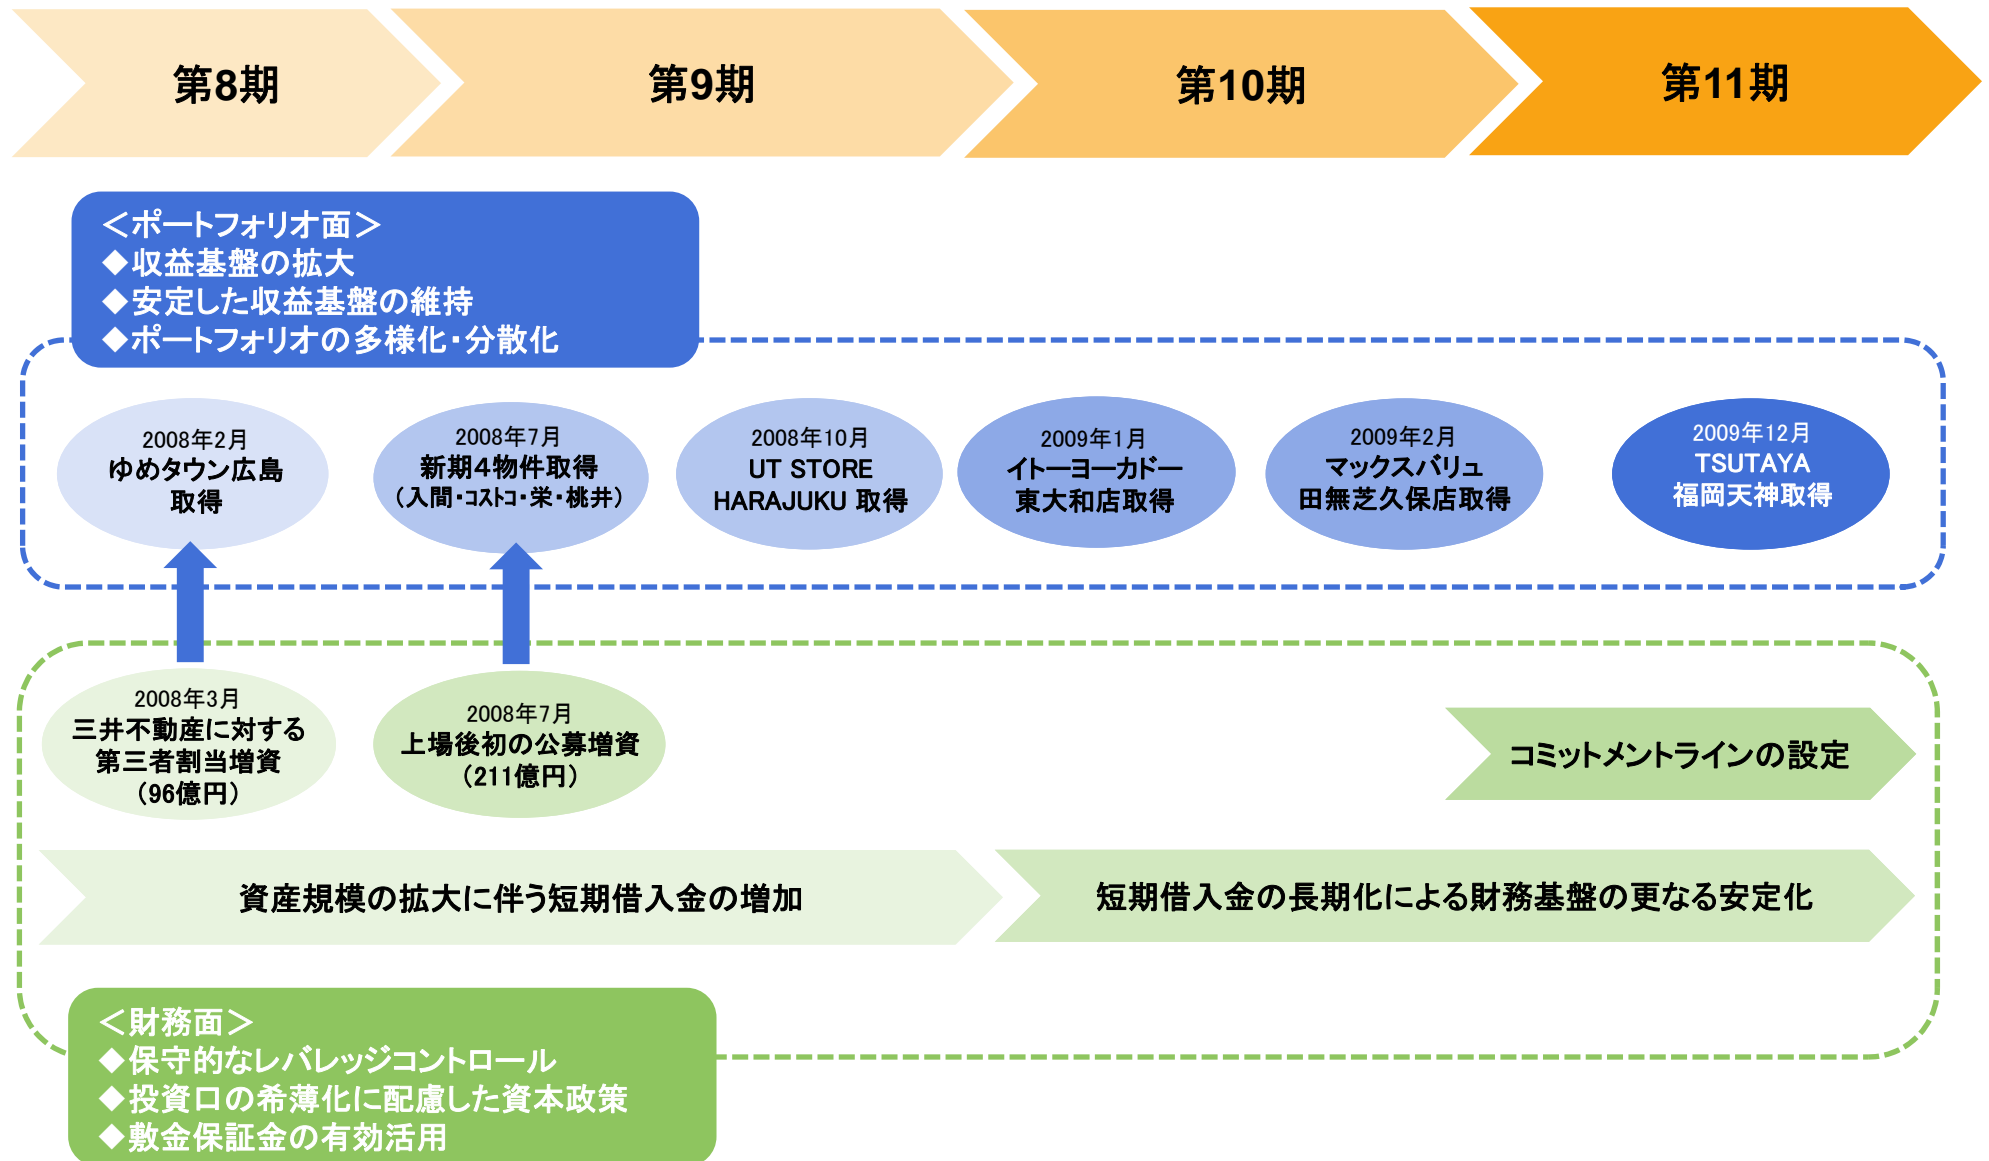 第8期
第9期
第10期
第11期
＜ポートフォリオ面＞
◆収益基盤の拡大
◆安定した収益基盤の維持
◆ポートフォリオの多様化・分散化
2008年2月
ゆめタウン広島
取得
2008年7月
新期４物件取得
（入間・コストコ・栄・桃井）
2008年10月
UT STORE
HARAJUKU 取得
2009年1月
イトーヨーカドー
東大和店取得
2009年2月
マックスバリュ
田無芝久保店取得
2009年12月
TSUTAYA
福岡天神取得
2008年3月
三井不動産に対する
第三者割当増資
（96億円）
2008年7月
上場後初の公募増資
（211億円）
コミットメントラインの設定
資産規模の拡大に伴う短期借入金の増加
短期借入金の長期化による財務基盤の更なる安定化
＜財務面＞
◆保守的なレバレッジコントロール
◆投資口の希薄化に配慮した資本政策
◆敷金保証金の有効活用